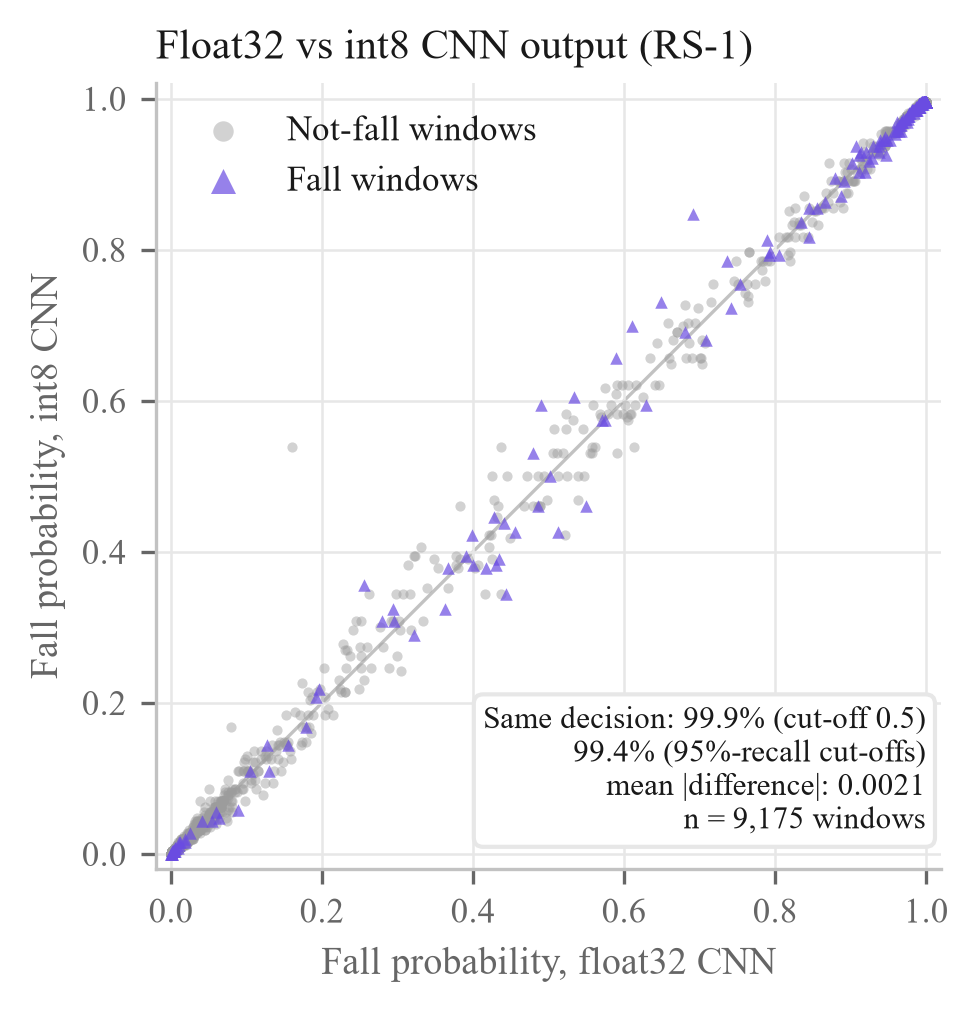 Float32 vs int8 CNN output (RS-1)
Not-fall windows
Fall windows
Fall probability, int8 CNN
1.0
0.8
0.6
0.4
0.2
0.0
Same decision: 99.9% (cut-off 0.5)
99.4% (95%-recall cut-offs)
mean |difference|: 0.0021
n = 9,175 windows
0.0 0.2 0.4 0.6 0.8 1.0
Fall probability, float32 CNN